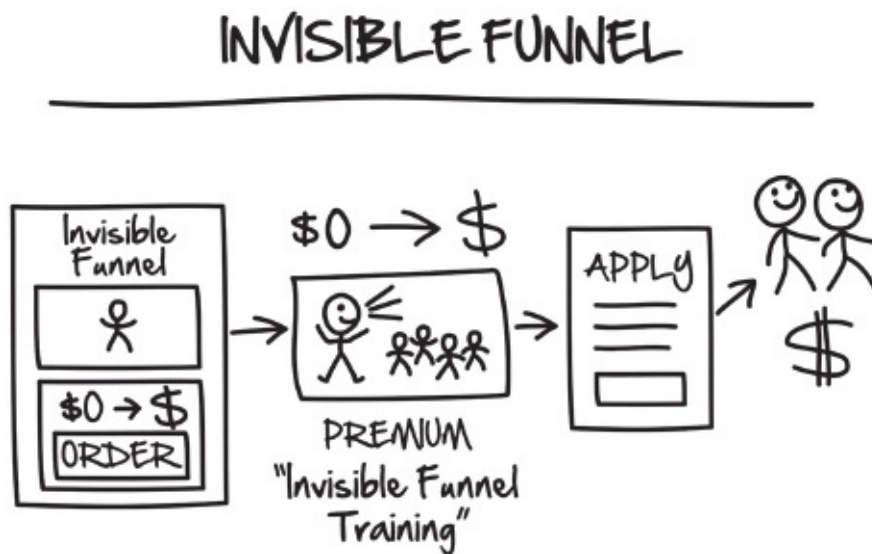 INVISIBLE FUNNEL
Invisible
Funnel
$0 → $
ORDER
$0 → $
PREMIUM
"Invisible Funnel
Training"
APPLY
$